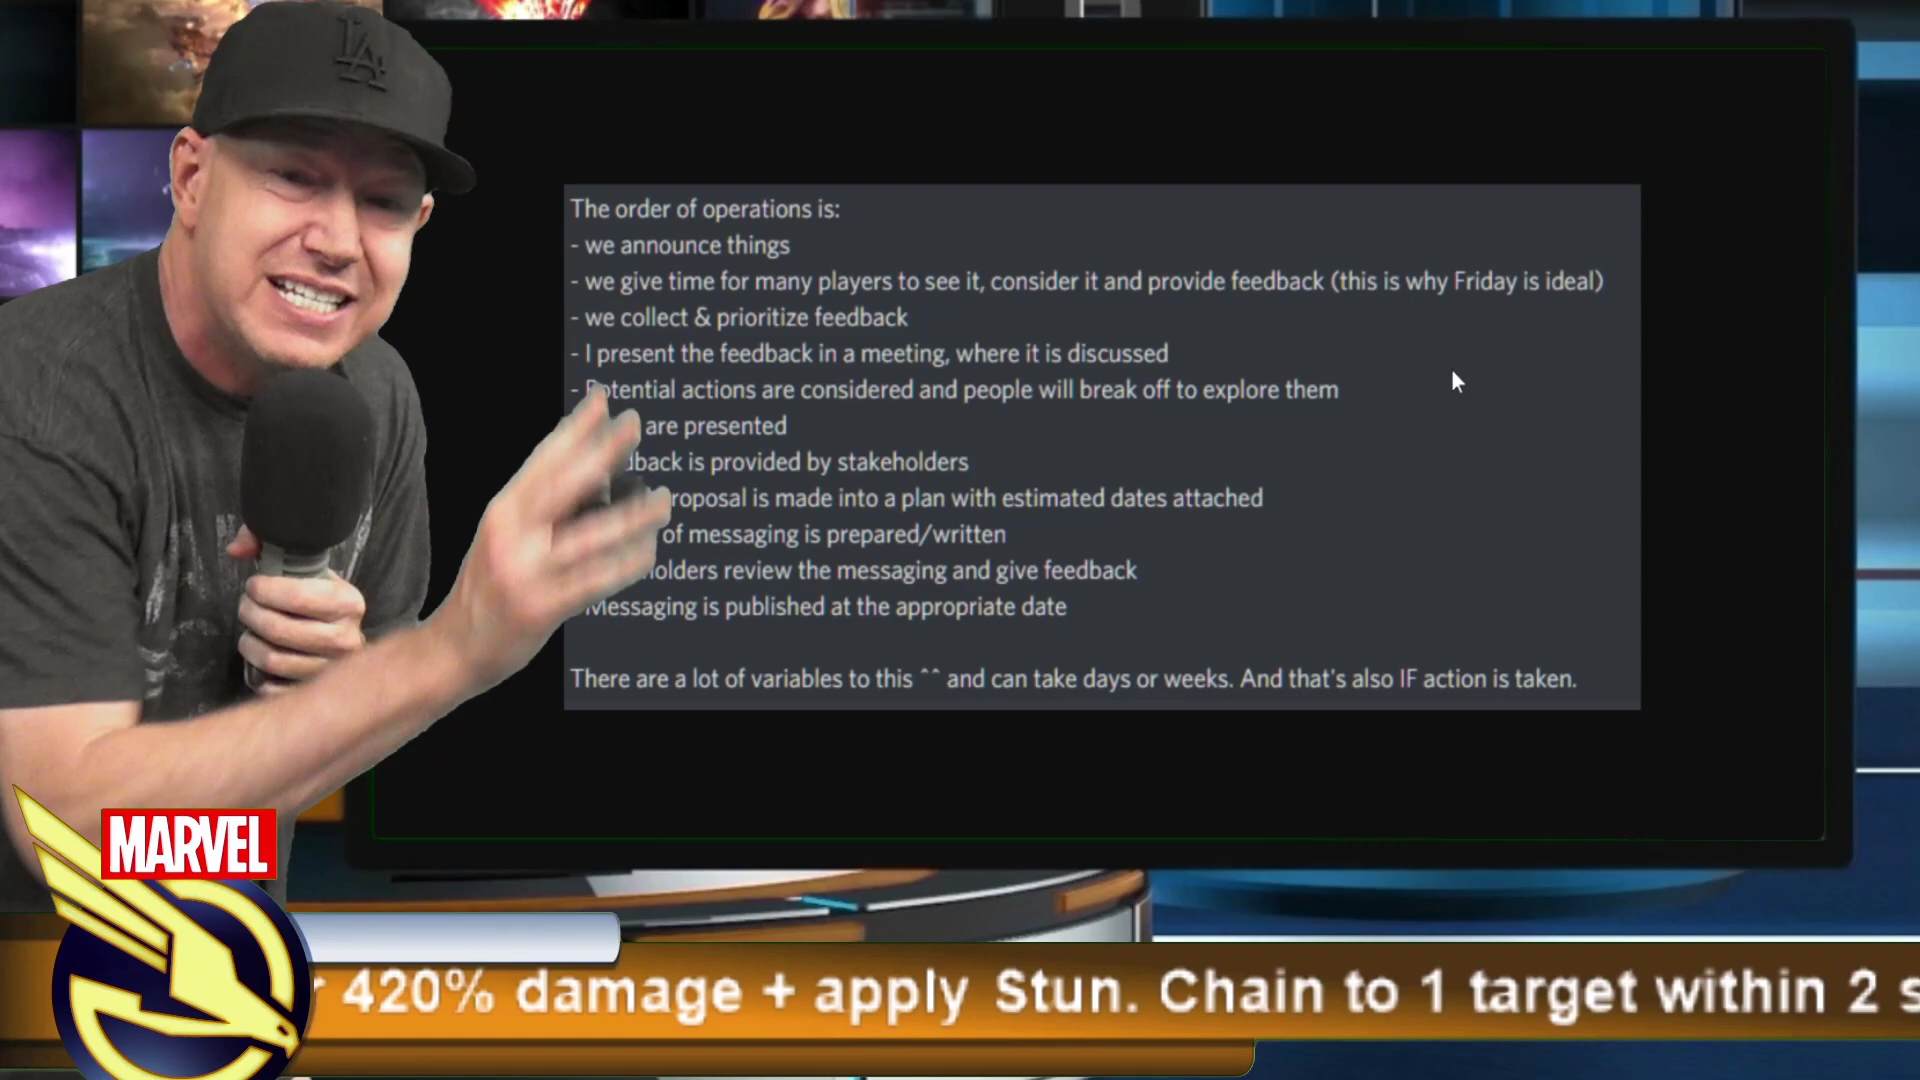 LA
The order of operations is:
- we announce things
- we give time for many players to see it, consider it and provide feedback (this is why Friday is ideal)
- we collect & prioritize feedback
- I present the feedback in a meeting, where it is discussed
- Potential actions are considered and people will break off to explore them
are presented
is provided by stakeholders
is made into a plan with estimated dates attached
of messaging is prepared/written
review the messaging and give feedback
- Messaging is published at the appropriate date
There are a lot of variables to this ^^ and can take days or weeks. And that's also IF action is taken.
MARVEL
420% damage + apply Stun. Chain to 1 target within 2 s